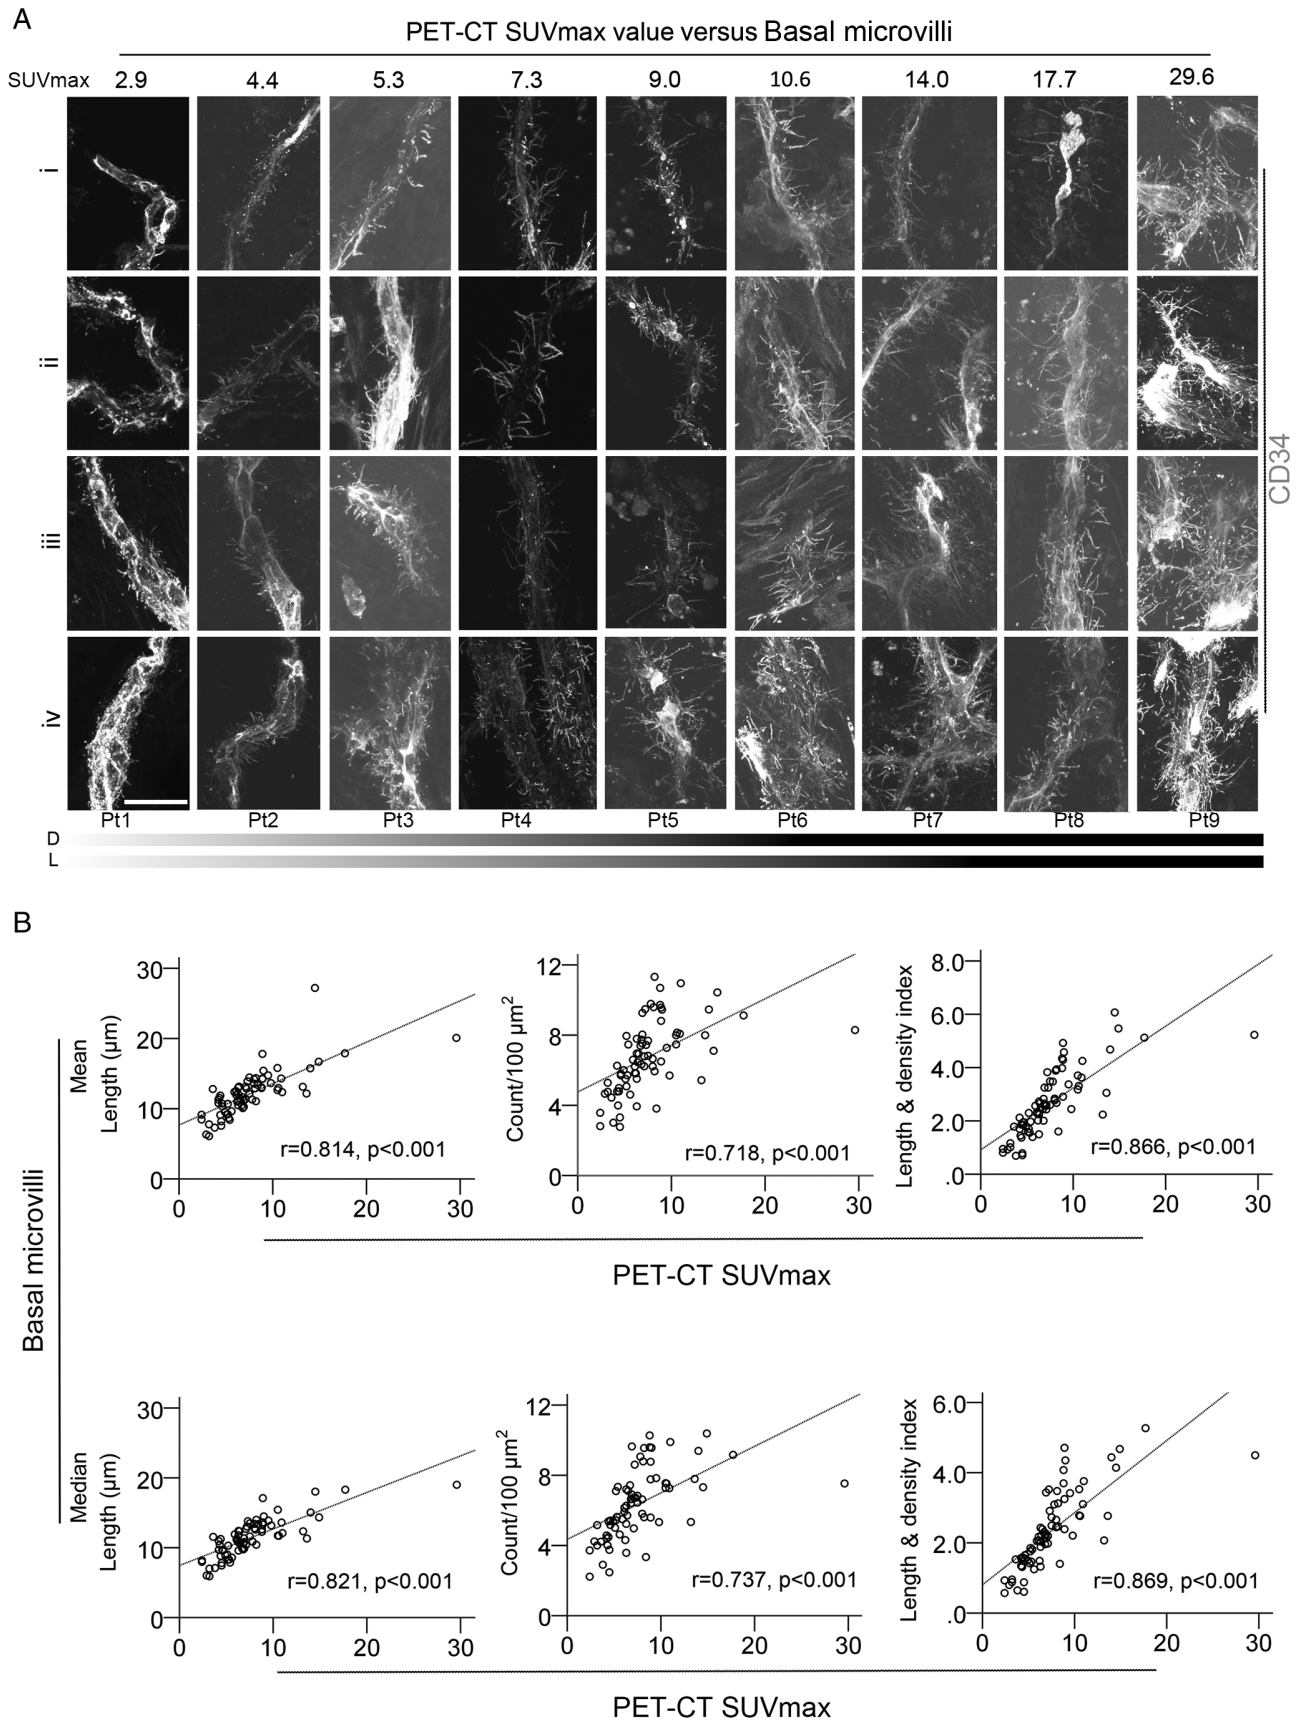 A
PET-CT SUVmax value versus Basal microvilli
SUVmax 2.9 4.4 5.3 7.3 9.0 10.6 14.0 17.7 29.6
i
ii
iii
iv
CD34
Pt1 Pt2 Pt3 Pt4 Pt5 Pt6 Pt7 Pt8 Pt9
D
L
B
Basal microvilli
Mean
Length (µm)
30
20
10
0
r=0.814, p<0.001
0 10 20 30
Count/100 µm2
12
8
4
0
r=0.718, p<0.001
0 10 20 30
Length & density index
8.0
6.0
4.0
2.0
.0
r=0.866, p<0.001
0 10 20 30
PET-CT SUVmax
Median
Length (µm)
30
20
10
0
r=0.821, p<0.001
0 10 20 30
Count/100 µm2
12
8
4
0
r=0.737, p<0.001
0 10 20 30
Length & density index
6.0
4.0
2.0
.0
r=0.869, p<0.001
0 10 20 30
PET-CT SUVmax